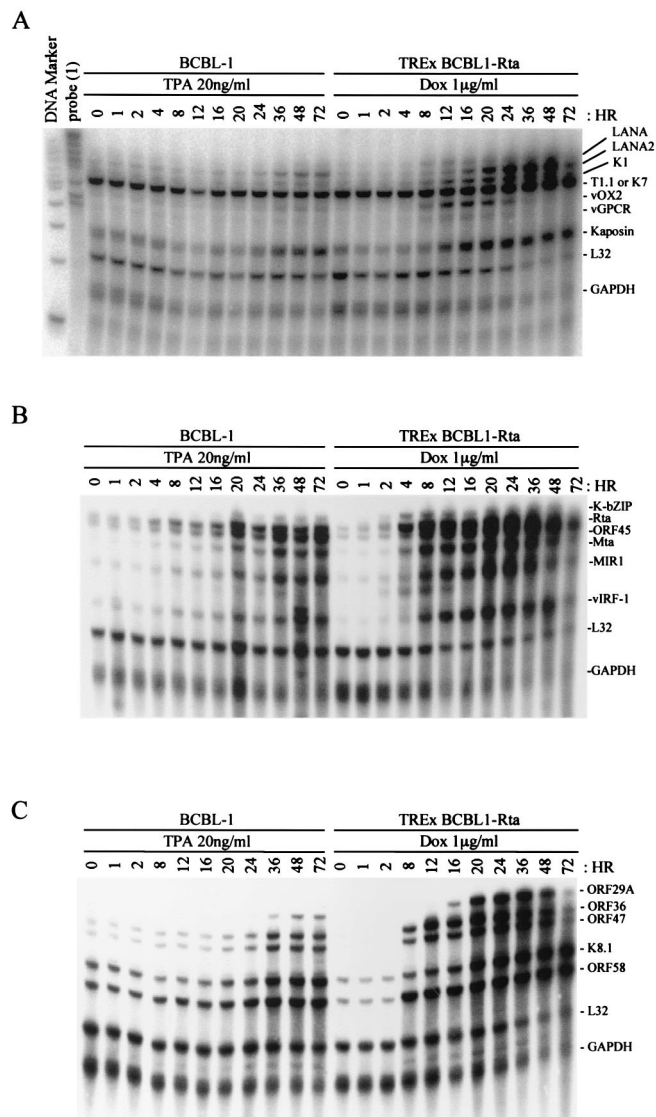 A
DNA Marker
probe (1)
BCBL-1 TREx BCBL1-Rta
TPA 20ng/ml Dox 1µg/ml
0 1 2 4 8 12 16 20 24 36 48 72 0 1 2 4 8 12 16 20 24 36 48 72 : HR
LANA
LANA2
K1
- T1.1 or K7
- vOX2
- vGPCR
- Kaposin
- L32
- GAPDH
B
BCBL-1 TREx BCBL1-Rta
TPA 20ng/ml Dox 1µg/ml
0 1 2 4 8 12 16 20 24 36 48 72 0 1 2 4 8 12 16 20 24 36 48 72 : HR
-K-bZIP
-Rta
-ORF45
-Mta
-MIR1
-vIRF-1
-L32
-GAPDH
C
BCBL-1 TREx BCBL1-Rta
TPA 20ng/ml Dox 1µg/ml
0 1 2 8 12 16 20 24 36 48 72 0 1 2 8 12 16 20 24 36 48 72 :HR
- ORF29A
- ORF36
- ORF47
- K8.1
- ORF58
- L32
- GAPDH